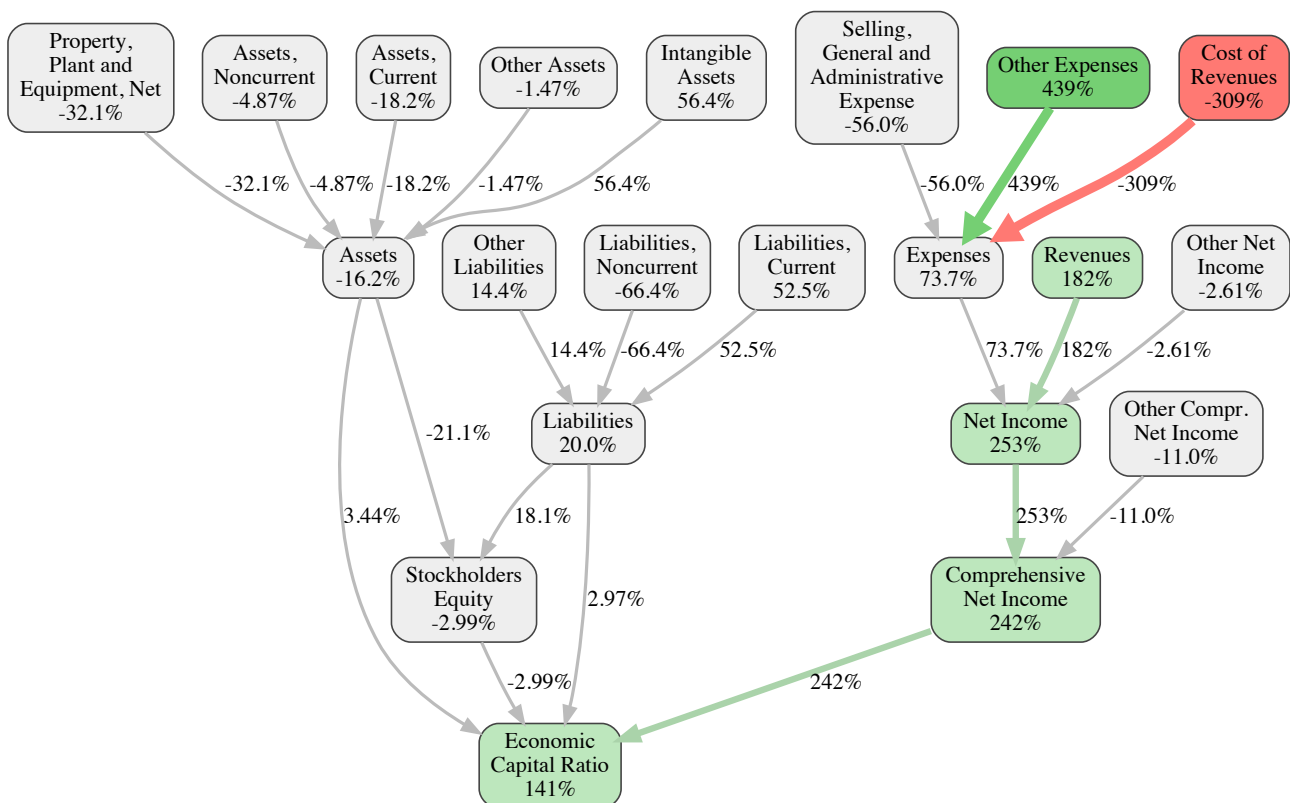 Property,
Plant and
Equipment, Net
-32.1%
Assets,
Noncurrent
-4.87%
Assets,
Current
-18.2%
Other Assets
-1.47%
Intangible
Assets
56.4%
Selling,
General and
Administrative
Expense
-56.0%
Other Expenses
439%
Cost of
Revenues
-309%
-32.1%
-4.87%
-18.2%
-1.47%
56.4%
-56.0%
439%
-309%
Assets
-16.2%
Other
Liabilities
14.4%
Liabilities,
Noncurrent
-66.4%
Liabilities,
Current
52.5%
Expenses
73.7%
Revenues
182%
Other Net
Income
-2.61%
14.4%
-66.4%
52.5%
73.7%
182%
-2.61%
-21.1%
Liabilities
20.0%
Net Income
253%
Other Compr.
Net Income
-11.0%
3.44%
18.1%
253%
-11.0%
Stockholders
Equity
-2.99%
2.97%
Comprehensive
Net Income
242%
-2.99%
242%
Economic
Capital Ratio
141%